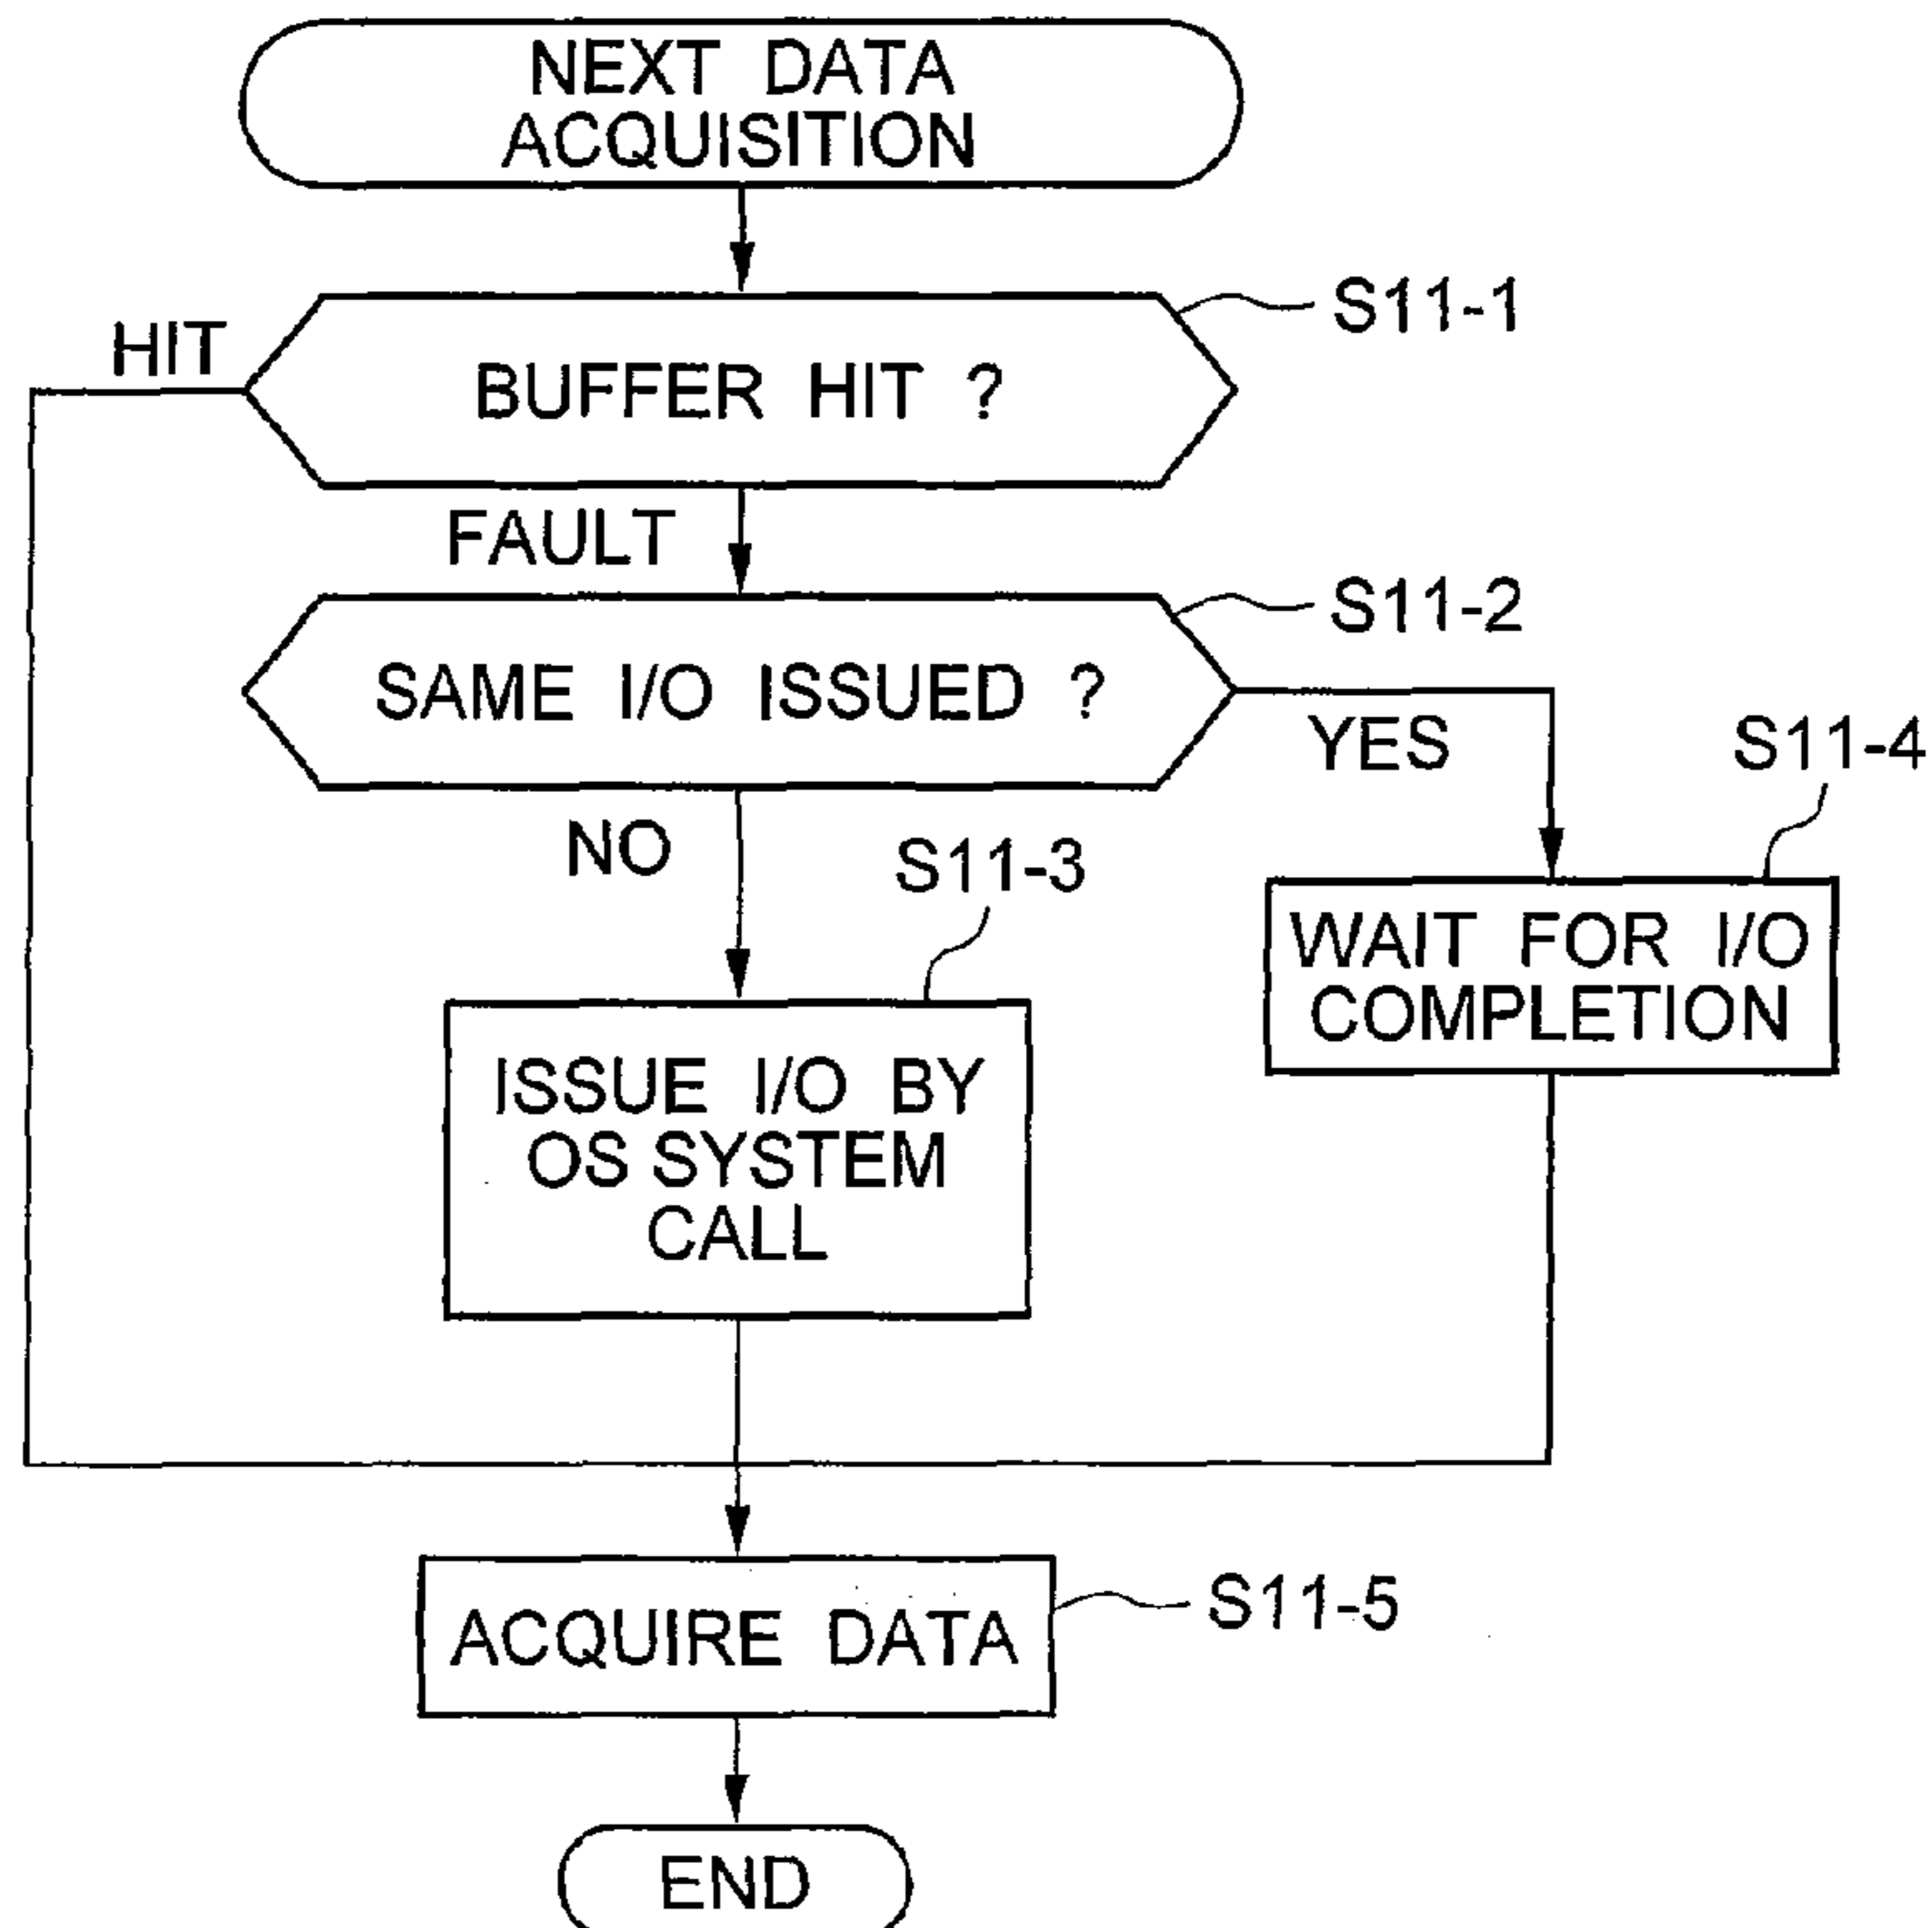 NEXT DATA
ACQUISITION
S11-1
HIT
BUFFER HIT ?
FAULT
S11-2
SAME I/O ISSUED ?
YES
S11-4
NO
S11-3
WAIT FOR I/O
COMPLETION
ISSUE I/O BY
OS SYSTEM
CALL
ACQUIRE DATA
S11-5
END